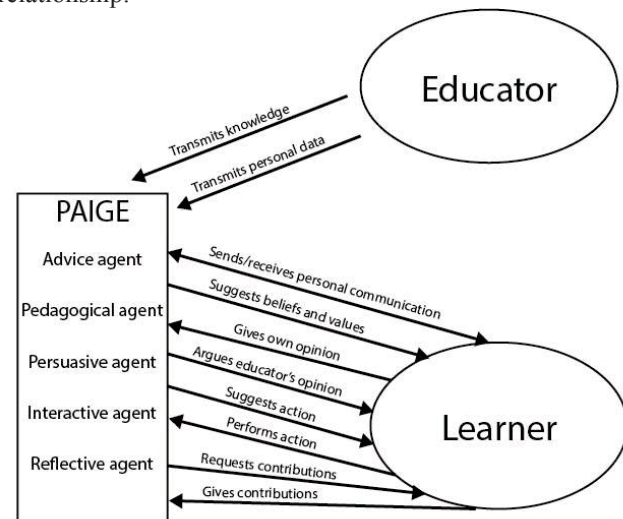 relationship.
Educator
Transmits knowledge
Transmits personal data
PAIGE
Advice agent
Pedagogical agent
Persuasive agent
Interactive agent
Reflective agent
Sends/receives personal communication
Suggests beliefs and values
Gives own opinion
Argues educator's opinion
Suggests action
Performs action
Requests contributions
Gives contributions
Learner